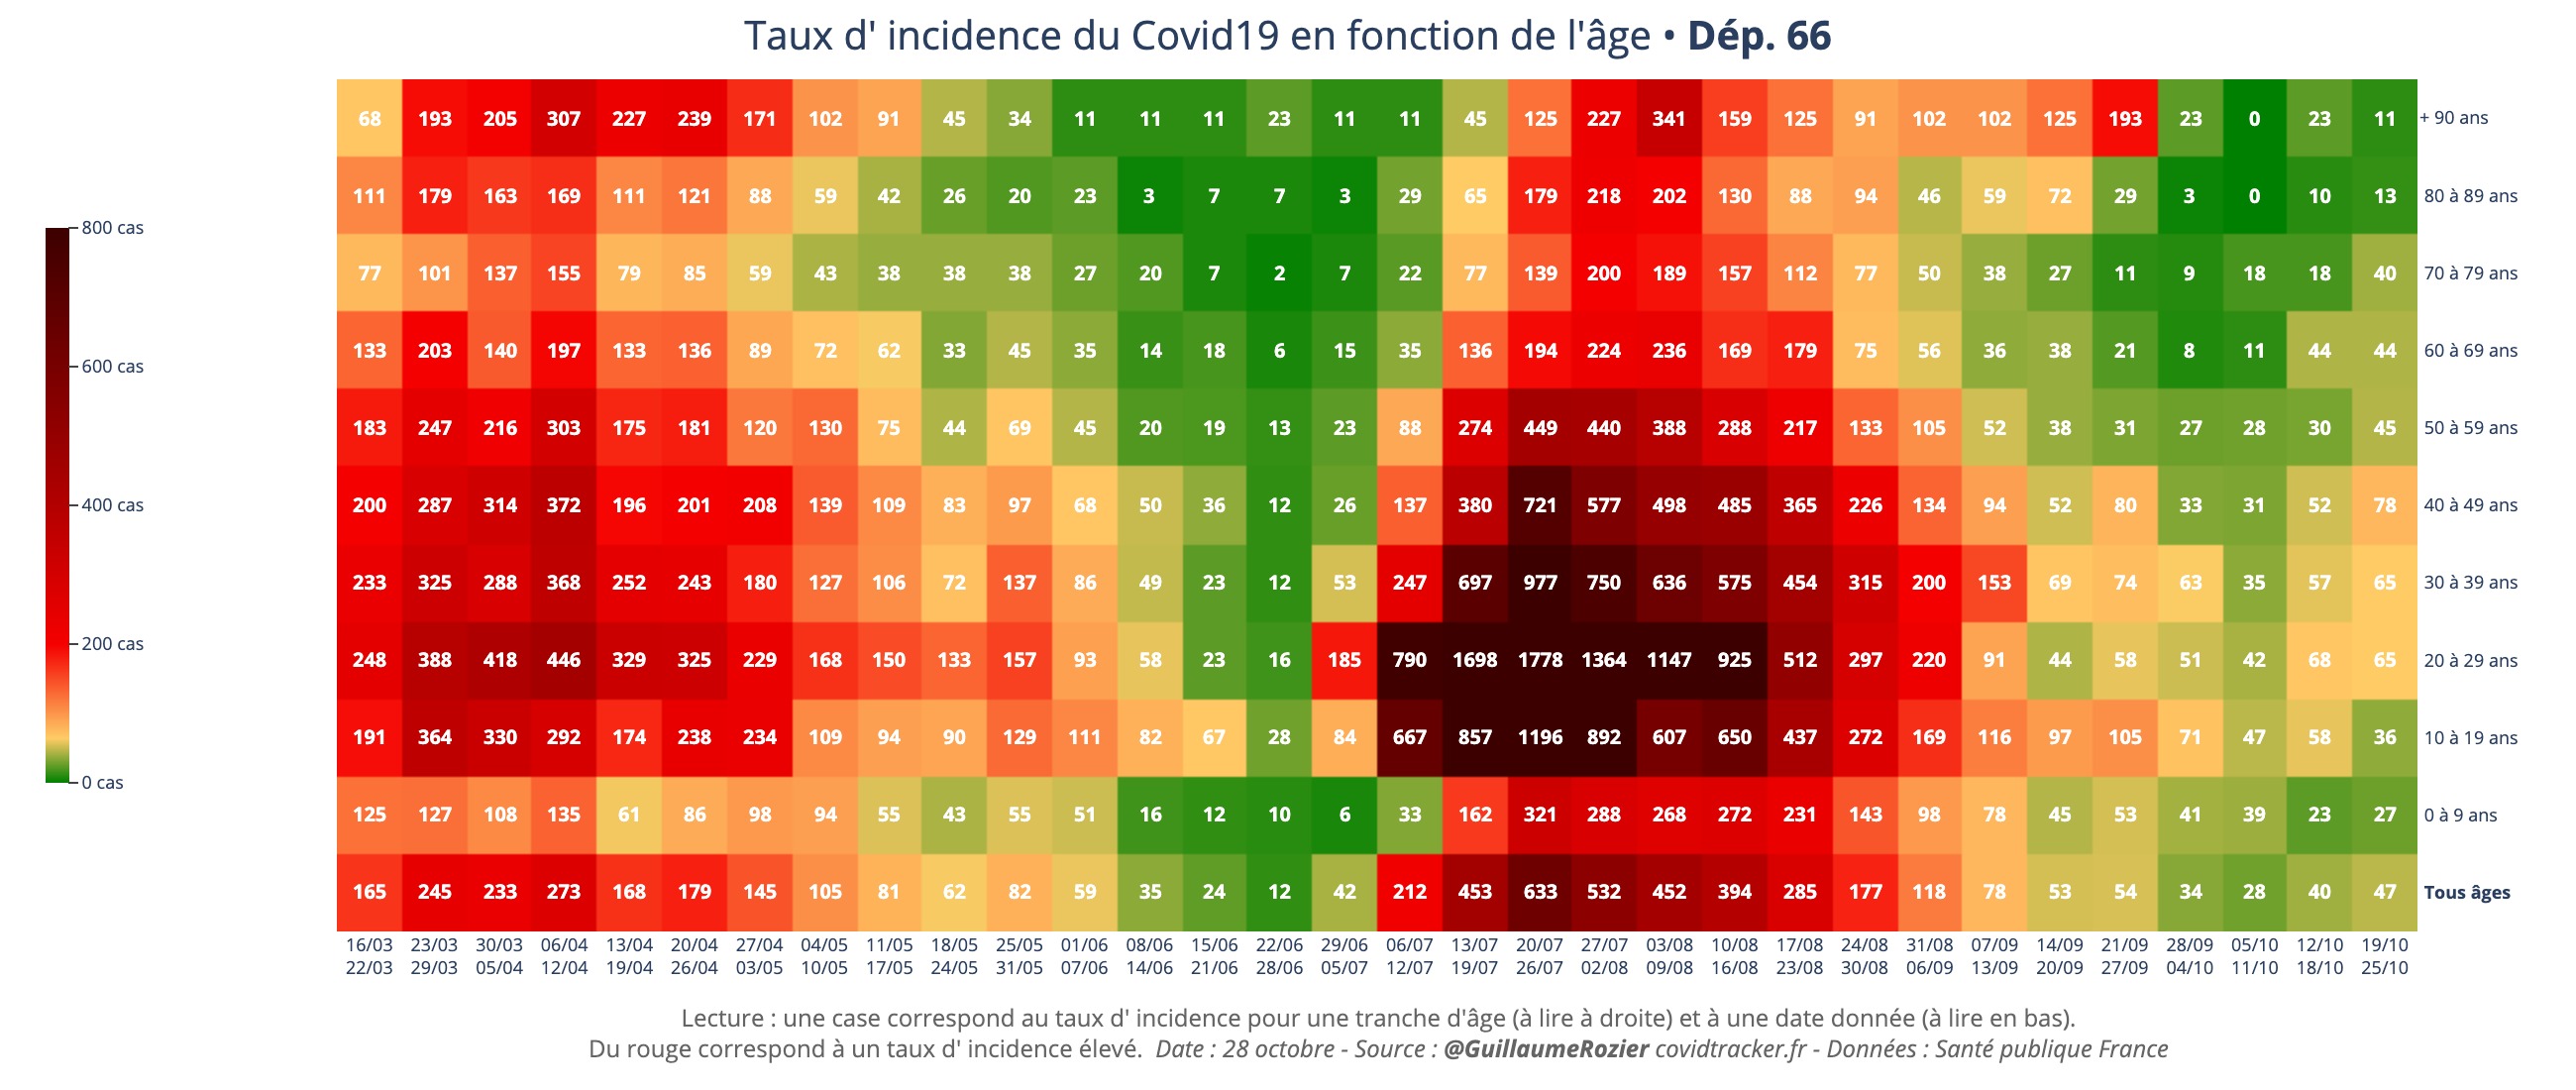 Taux d' incidence du Covid19 en fonction de l'âge • Dép. 66
68 193 205 307 227 239 171 102 91 45 34 11 11 11 23 11 11 45 125 227 341 159 125 91 102 102 125 193 23 0 23 11 + 90 ans
111 179 163 169 111 121 88 59 42 26 20 23 3 7 7 3 29 65 179 218 202 130 88 94 46 59 72 29 3 0 10 13 80 à 89 ans
800 cas
77 101 137 155 79 85 59 43 38 38 38 27 20 7 2 7 22 77 139 200 189 157 112 77 50 38 27 11 9 18 18 40 70 à 79 ans
133 203 140 197 133 136 89 72 62 33 45 35 14 18 6 15 35 136 194 224 236 169 179 75 56 36 38 21 8 11 44 44 60 à 69 ans
600 cas
183 247 216 303 175 181 120 130 75 44 69 45 20 19 13 23 88 274 449 440 388 288 217 133 105 52 38 31 27 28 30 45 50 à 59 ans
400 cas
200 287 314 372 196 201 208 139 109 83 97 68 50 36 12 26 137 380 721 577 498 485 365 226 134 94 52 80 33 31 52 78 40 à 49 ans
233 325 288 368 252 243 180 127 106 72 137 86 49 23 12 53 247 697 977 750 636 575 454 315 200 153 69 74 63 35 57 65 30 à 39 ans
200 cas
248 388 418 446 329 325 229 168 150 133 157 93 58 23 16 185 790 1698 1778 1364 1147 925 512 297 220 91 44 58 51 42 68 65 20 à 29 ans
191 364 330 292 174 238 234 109 94 90 129 111 82 67 28 84 667 857 1196 892 607 650 437 272 169 116 97 105 71 47 58 36 10 à 19 ans
0 cas
125 127 108 135 61 86 98 94 55 43 55 51 16 12 10 6 33 162 321 288 268 272 231 143 98 78 45 53 41 39 23 27 0 à 9 ans
165 245 233 273 168 179 145 105 81 62 82 59 35 24 12 42 212 453 633 532 452 394 285 177 118 78 53 54 34 28 40 47 Tous âges
16/03 23/03 30/03 06/04 13/04 20/04 27/04 04/05 11/05 18/05 25/05 01/06 08/06 15/06 22/06 29/06 06/07 13/07 20/07 27/07 03/08 10/08 17/08 24/08 31/08 07/09 14/09 21/09 28/09 05/10 12/10 19/10
22/03 29/03 05/04 12/04 19/04 26/04 03/05 10/05 17/05 24/05 31/05 07/06 14/06 21/06 28/06 05/07 12/07 19/07 26/07 02/08 09/08 16/08 23/08 30/08 06/09 13/09 20/09 27/09 04/10 11/10 18/10 25/10
Lecture : une case correspond au taux d' incidence pour une tranche d'âge (à lire à droite) et à une date donnée (à lire en bas).
Du rouge correspond à un taux d' incidence élevé. Date : 28 octobre - Source : @GuillaumeRozier covidtracker.fr - Données : Santé publique France